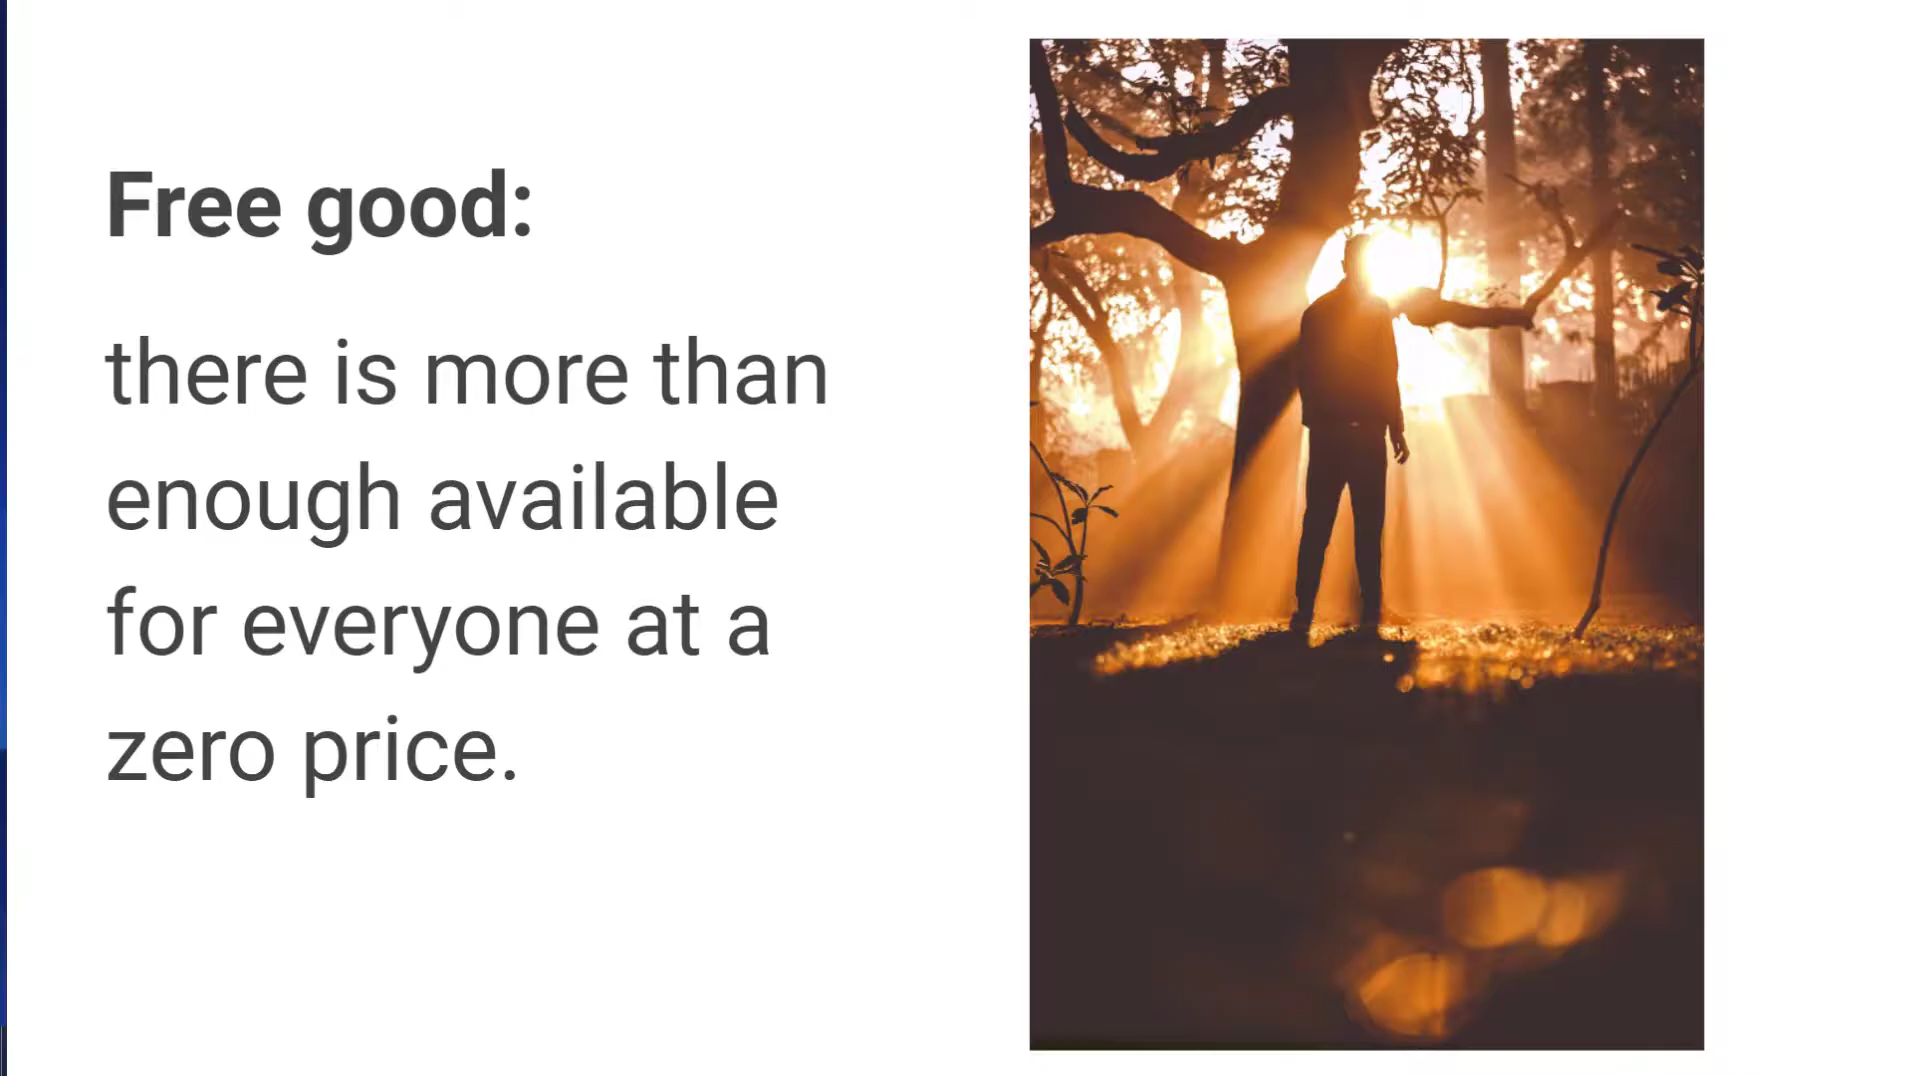 Free good:
there is more than
enough available
for everyone at a
zero price.